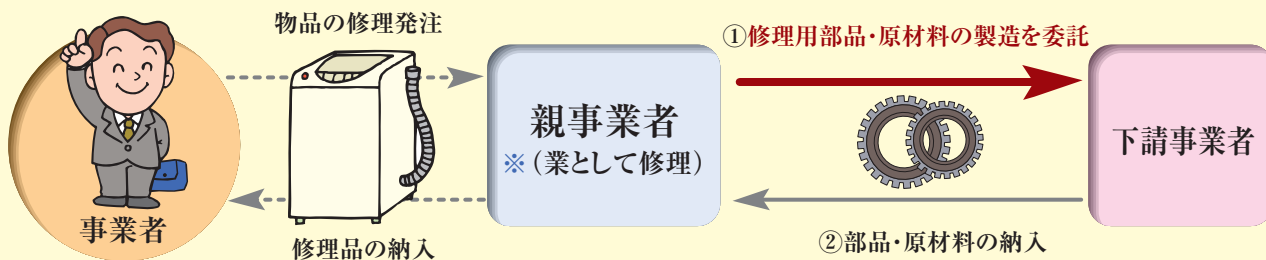 物品の修理発注
①修理用部品・原材料の製造を委託
親事業者
※(業として修理)
下請事業者
事業者
修理品の納入
②部品・原材料の納入